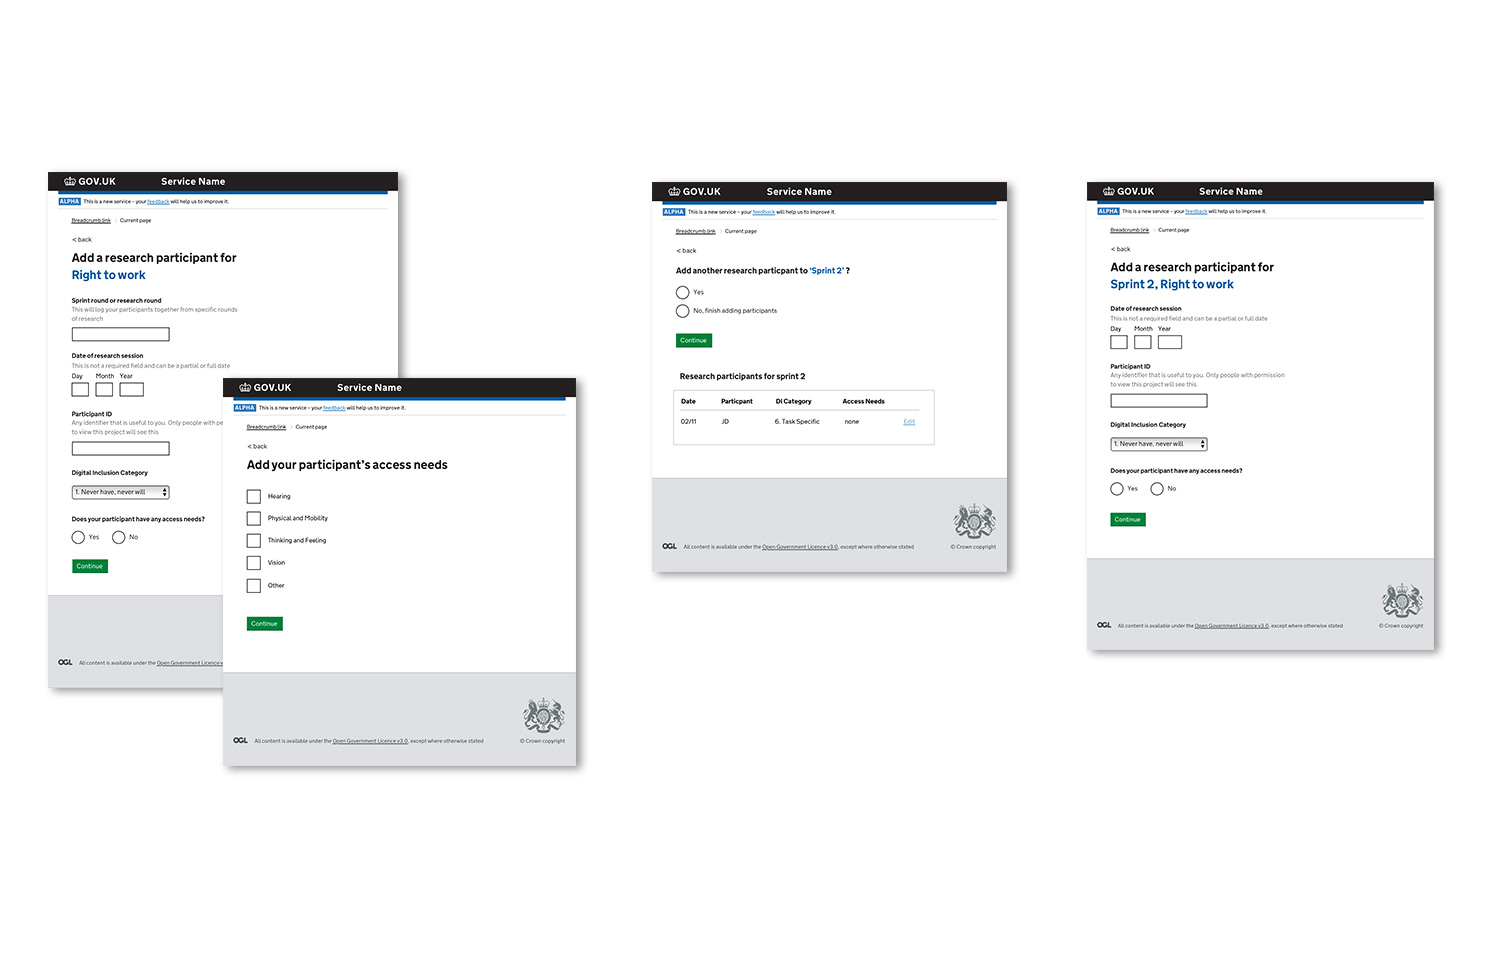 GOV.UK Service Name
ALPHA This is a new service – your feedback will help us to improve it.
Breadcrumb link Current page
< back
Add a research participant for
Right to work
Sprint round or research round
This will log your participants together from specific rounds
of research
Date of research session
This is not a required field and can be a partial or full date
Day Month Year
Participant ID
Any identifier that is useful to you. Only people with pe
to view this project will see this
Digital Inclusion Category
1. Never have, never will
Does your participant have any access needs?
Yes No
Continue
OGL All content is available under the Open Government Licence v
GOV.UK Service Name
ALPHA This is a new service – your feedback will help us to improve it.
Breadcrumb link Current page
< back
Add your participant's access needs
Hearing
Physical and Mobility
Thinking and Feeling
Vision
Other
Continue
OGL All content is available under the Open Government Licence v3.0, except where otherwise stated
© Crown copyright
GOV.UK Service Name
ALPHA This is a new service – your feedback will help us to improve it.
Breadcrumb link Current page
< back
Add another research particpant to 'Sprint 2' ?
Yes
No, finish adding participants
Continue
Research participants for sprint 2
Date Particpant DI Category Access Needs
02/11 JD 6. Task Specific none Edit
OGL All content is available under the Open Government Licence v3.0, except where otherwise stated
© Crown copyright
GOV.UK Service Name
ALPHA This is a new service – your feedback will help us to improve it.
Breadcrumb link Current page
< back
Add a research participant for
Sprint 2, Right to work
Date of research session
This is not a required field and can be a partial or full date
Day Month Year
Participant ID
Any identifier that is useful to you. Only people with permission
to view this project will see this
Digital Inclusion Category
1. Never have, never will
Does your participant have any access needs?
Yes No
Continue
OGL All content is available under the Open Government Licence v3.0, except where otherwise stated
© Crown copyright